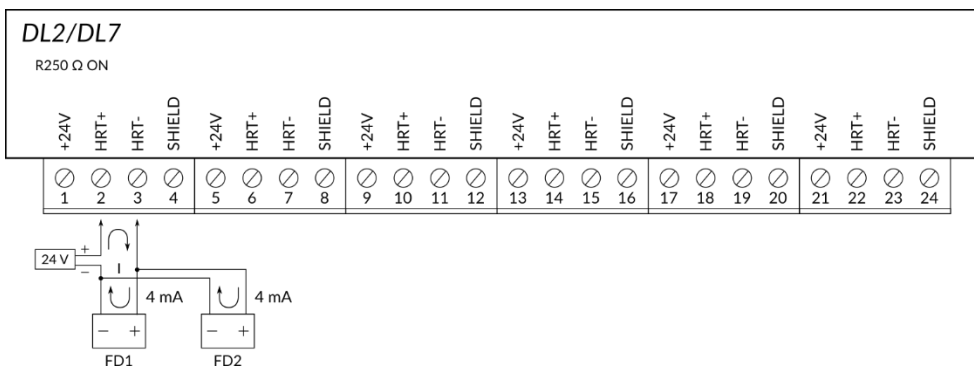 DL2/DL7
R250 Ω ON
+24V HRT+ HRT- SHIELD +24V HRT+ HRT- SHIELD +24V HRT+ HRT- SHIELD +24V HRT+ HRT- SHIELD +24V HRT+ HRT- SHIELD +24V HRT+ HRT- SHIELD
1 2 3 4 5 6 7 8 9 10 11 12 13 14 15 16 17 18 19 20 21 22 23 24
+
24 V
–
I
4 mA 4 mA
– + – +
FD1 FD2